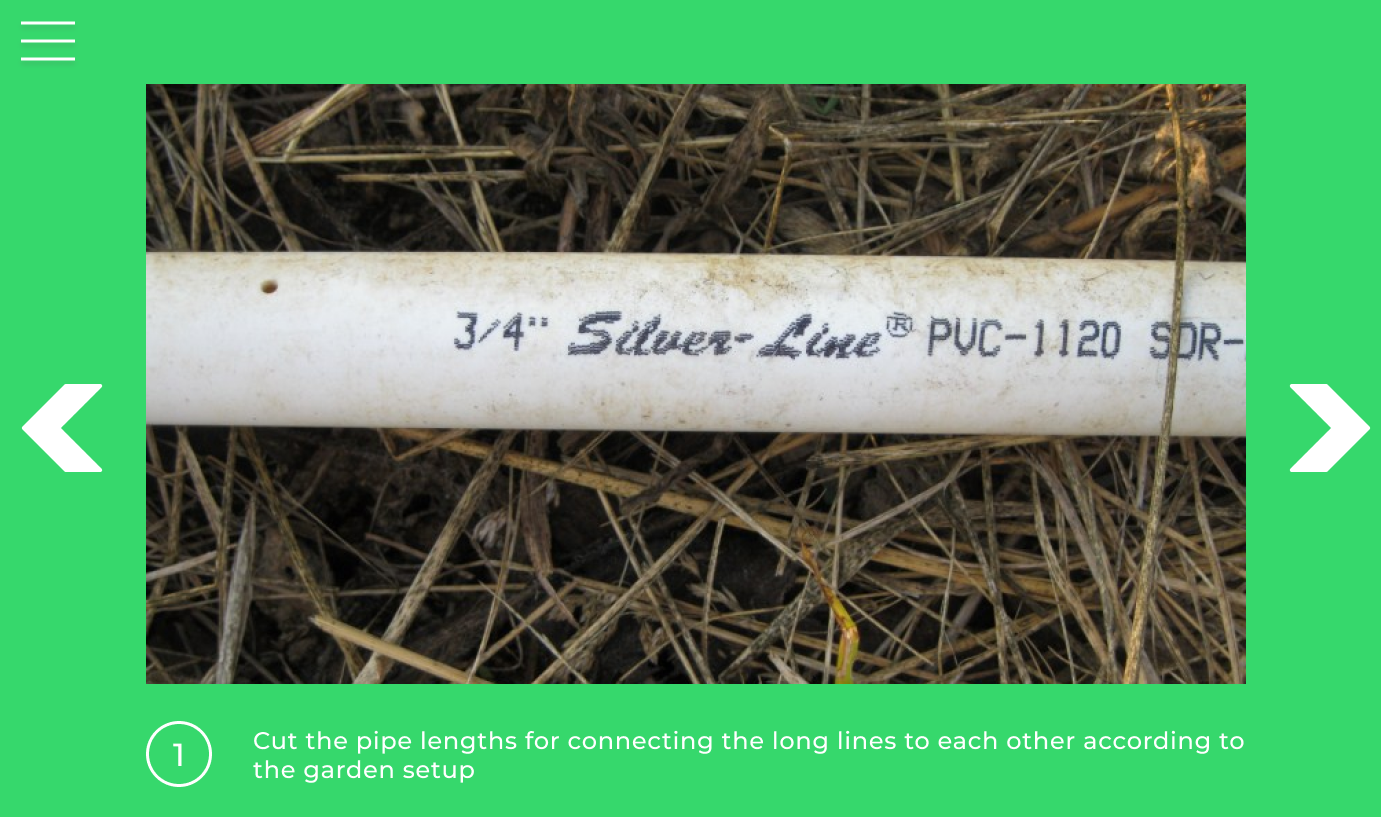 3/4" Silver-Line® PVC-1120 SDR-
1
Cut the pipe lengths for connecting the long lines to each other according to
the garden setup